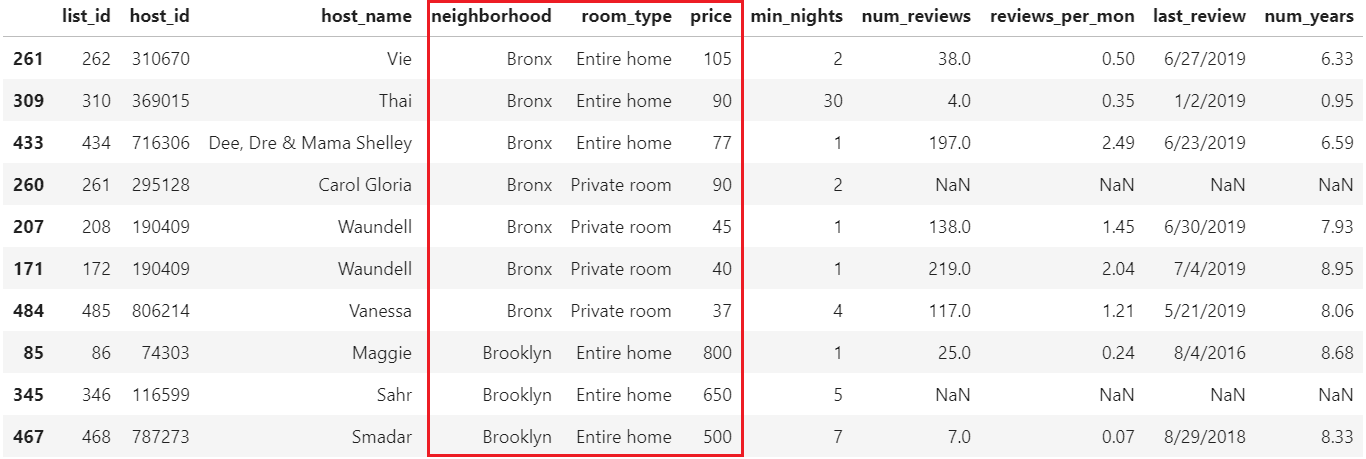 list_id host_id host_name neighborhood room_type price min_nights num_reviews reviews_per_mon last_review num_years
261 262 310670 Vie Bronx Entire home 105 2 38.0 0.50 6/27/2019 6.33
309 310 369015 Thai Bronx Entire home 90 30 4.0 0.35 1/2/2019 0.95
433 434 716306 Dee, Dre & Mama Shelley Bronx Entire home 77 1 197.0 2.49 6/23/2019 6.59
260 261 295128 Carol Gloria Bronx Private room 90 2 NaN NaN NaN NaN
207 208 190409 Waundell Bronx Private room 45 1 138.0 1.45 6/30/2019 7.93
171 172 190409 Waundell Bronx Private room 40 1 219.0 2.04 7/4/2019 8.95
484 485 806214 Vanessa Bronx Private room 37 4 117.0 1.21 5/21/2019 8.06
85 86 74303 Maggie Brooklyn Entire home 800 1 25.0 0.24 8/4/2016 8.68
345 346 116599 Sahr Brooklyn Entire home 650 5 NaN NaN NaN NaN
467 468 787273 Smadar Brooklyn Entire home 500 7 7.0 0.07 8/29/2018 8.33